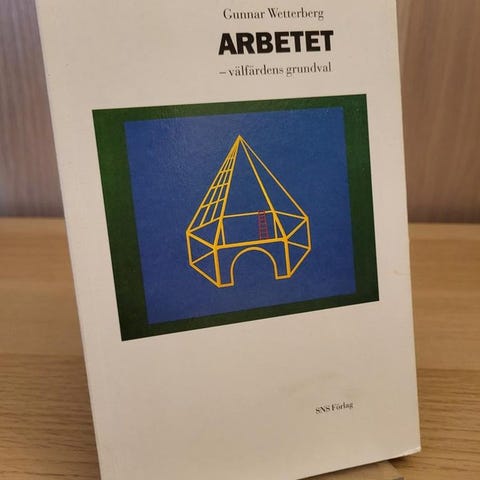 Gunnar Wetterberg
ARBETET
– välfärdens grundval
SNS Förlag